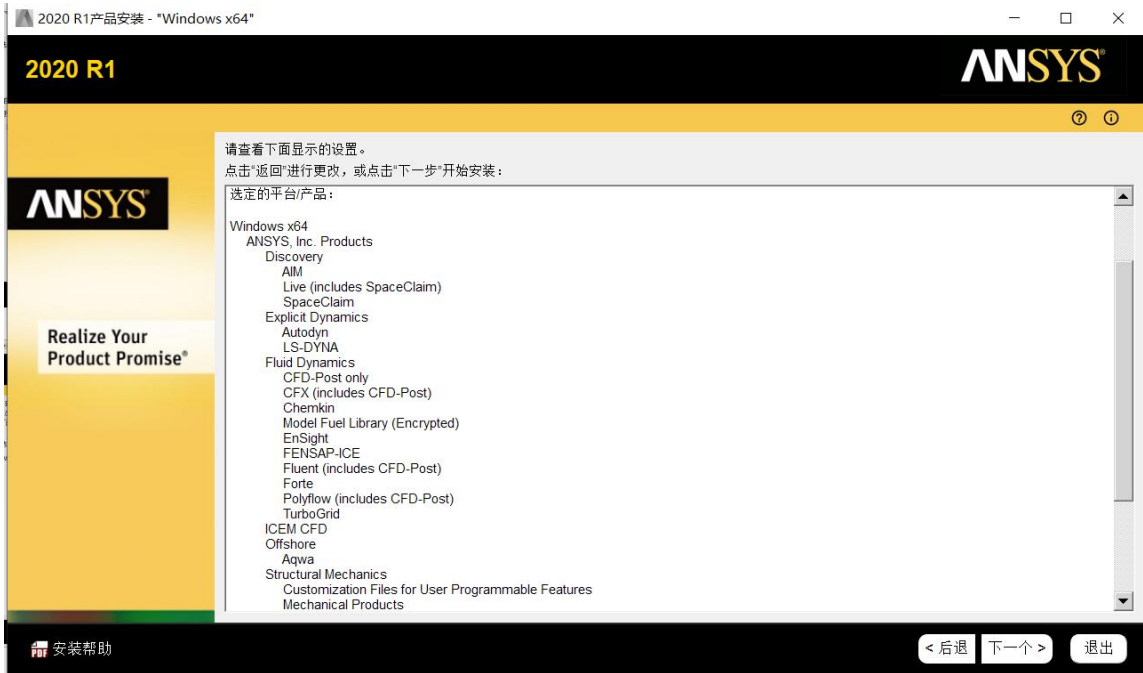 2020 R1产品安装 - "Windows x64"
2020 R1
ANSYS®
请查看下面显示的设置。
点击“返回”进行更改，或点击“下一步”开始安装：
ANSYS®
选定的平台/产品：
Windows x64
ANSYS, Inc. Products
Discovery
AIM
Live (includes SpaceClaim)
SpaceClaim
Explicit Dynamics
Autodyn
LS-DYNA
Fluid Dynamics
CFD-Post only
CFX (includes CFD-Post)
Chemkin
Model Fuel Library (Encrypted)
EnSight
FENSAP-ICE
Fluent (includes CFD-Post)
Forte
Polyflow (includes CFD-Post)
TurboGrid
ICEM CFD
Offshore
Aqwa
Structural Mechanics
Customization Files for User Programmable Features
Mechanical Products
Realize Your
Product Promise®
PDF 安装帮助
< 后退 下一个 > 退出